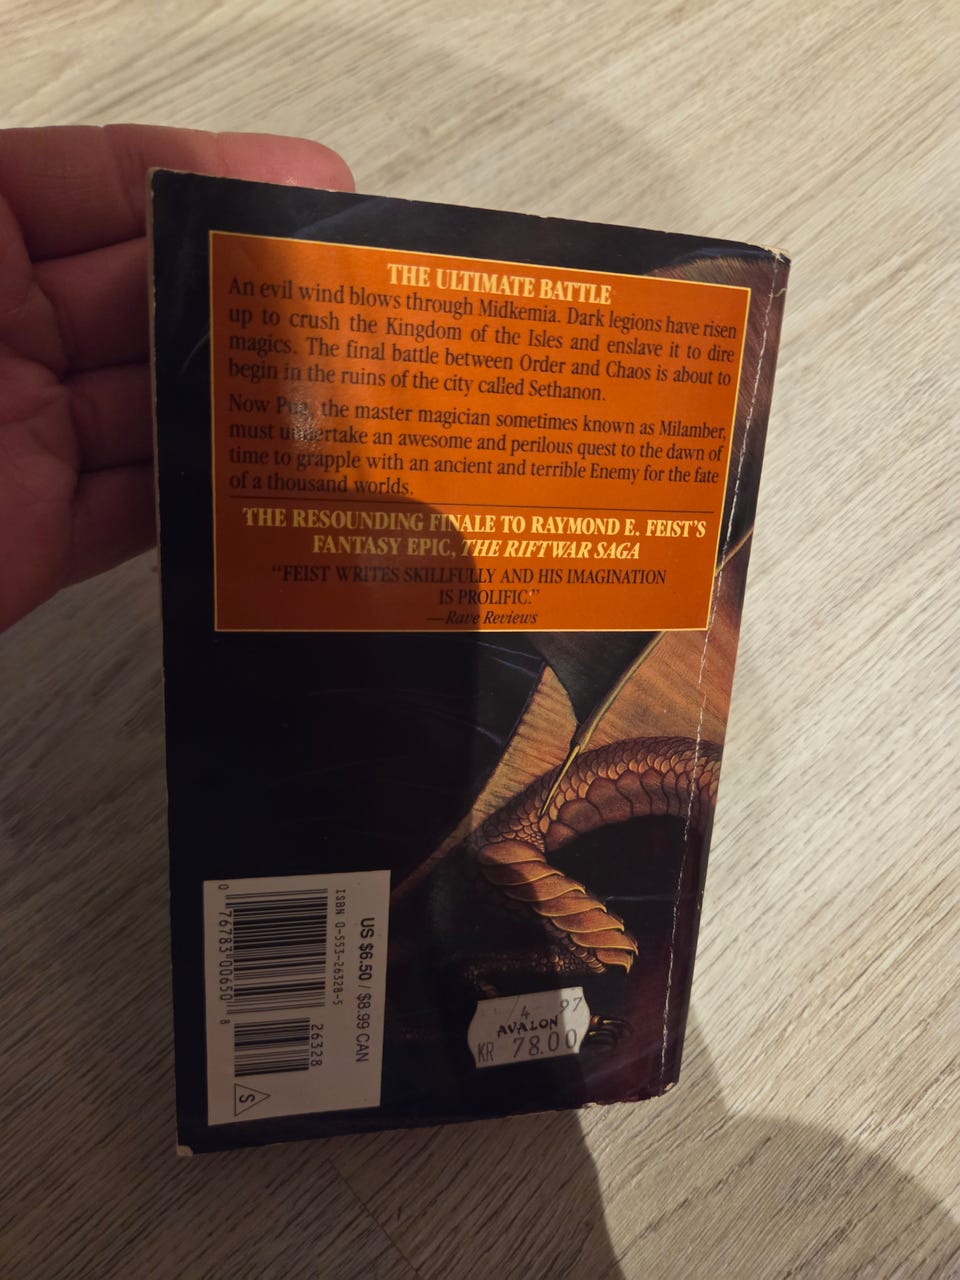 THE ULTIMATE BATTLE
An evil wind blows through Midkemia. Dark legions have risen
up to crush the Kingdom of the Isles and enslave it to dire
magics. The final battle between Order and Chaos is about to
begin in the ruins of the city called Sethanon.
Now Pug, the master magician sometimes known as Milamber,
must undertake an awesome and perilous quest to the dawn of
time to grapple with an ancient and terrible Enemy for the fate
of a thousand worlds.
THE RESOUNDING FINALE TO RAYMOND E. FEIST'S
FANTASY EPIC, THE RIFTWAR SAGA
"FEIST WRITES SKILLFULLY AND HIS IMAGINATION
IS PROLIFIC."
—Rave Reviews
US $6.50 / $8.99 CAN
ISBN 0-553-26328-5
26328
0 76783 00650 8
S
/4-97
AVALON
KR 78.00